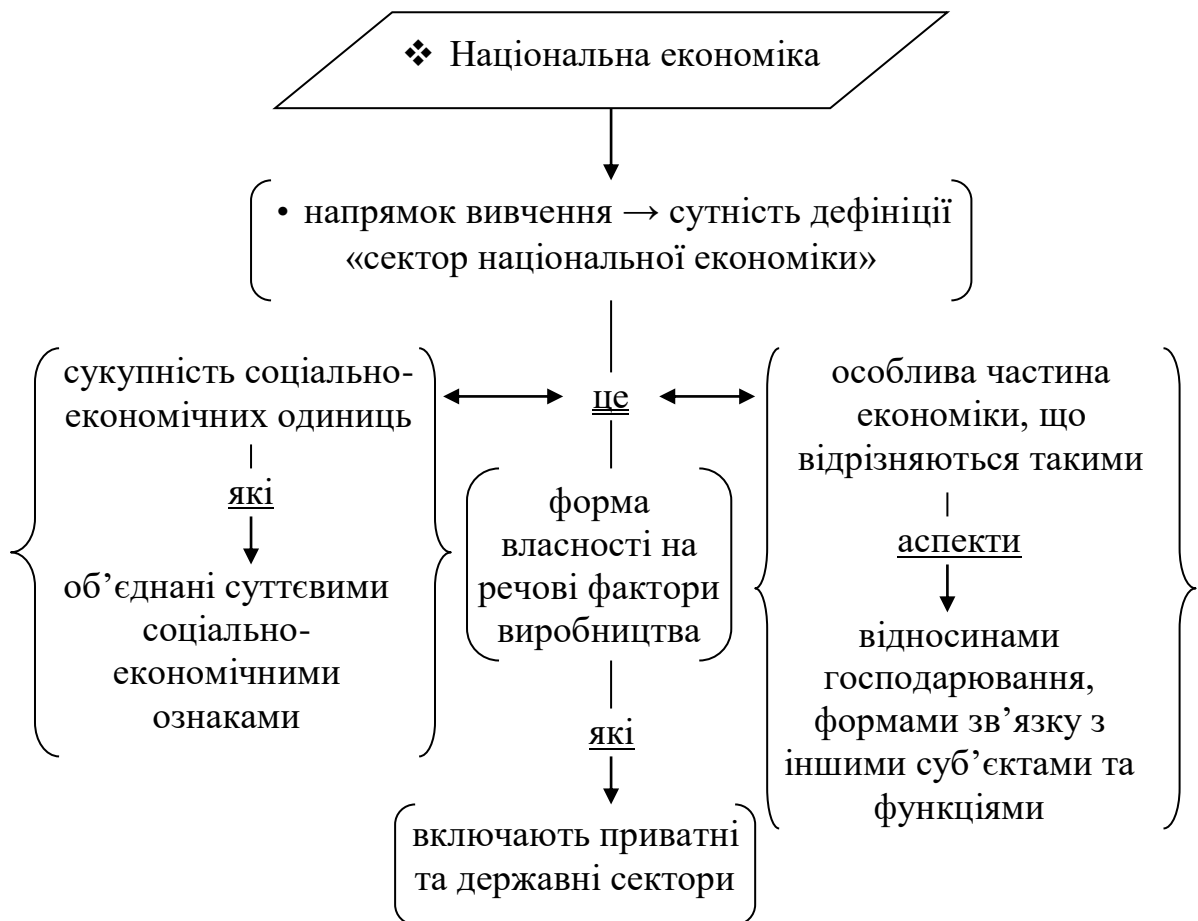 ❖ Національна економіка
• напрямок вивчення → сутність дефініції
«сектор національної економіки»
сукупність соціально-
економічних одиниць
які
об’єднані суттєвими
соціально-
економічними
ознаками
це
форма
власності на
речові фактори
виробництва
які
включають приватні
та державні сектори
особлива частина
економіки, що
відрізняються такими
аспекти
відносинами
господарювання,
формами зв’язку з
іншими суб’єктами та
функціями